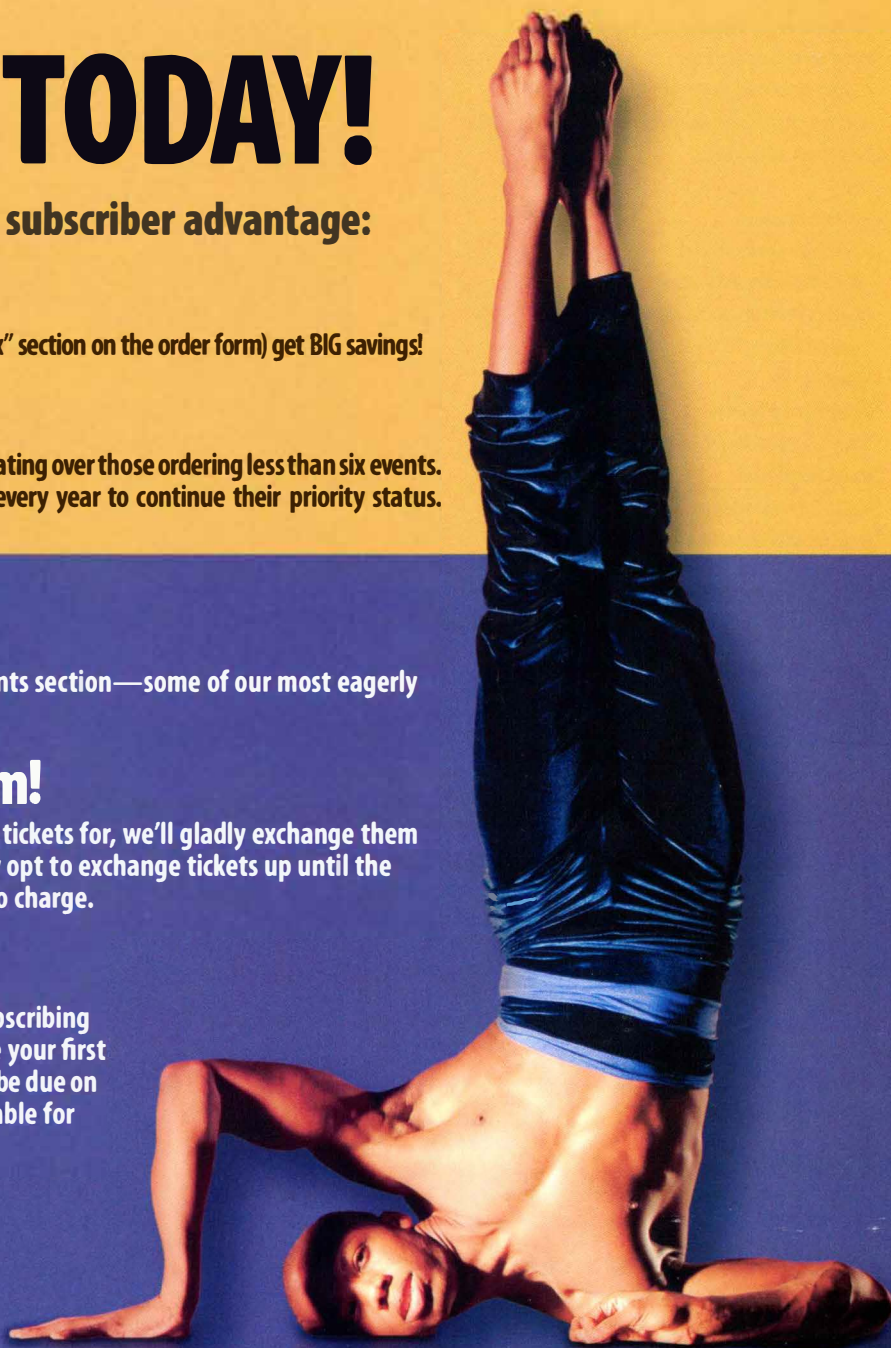 TODAY!
subscriber advantage:
" section on the order form) get BIG savings!
ating over those ordering less than six events.
every year to continue their priority status.
nts section—some of our most eagerly
m!
tickets for, we'll gladly exchange them
opt to exchange tickets up until the
o charge.
bscribing
your first
be due on
able for